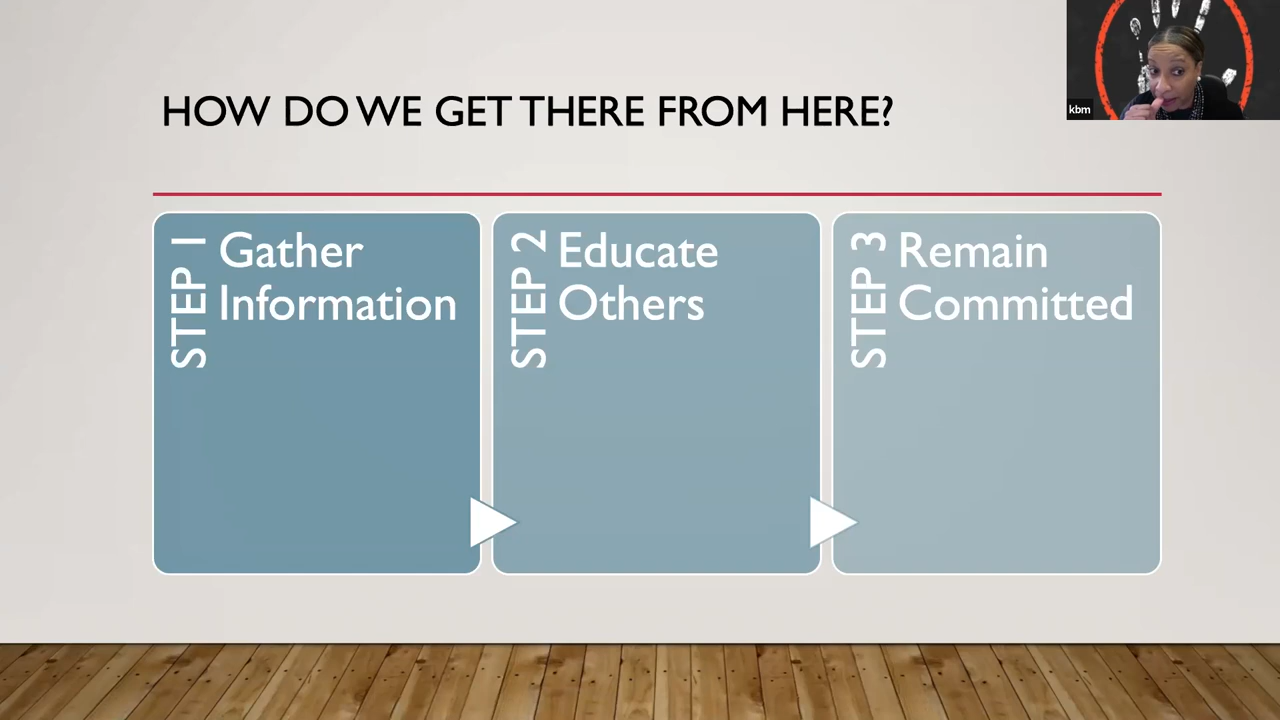 HOW DO WE GET THERE FROM HERE?
kbm
STEP 1
Gather
Information
STEP 2
Educate
Others
STEP 3
Remain
Committed